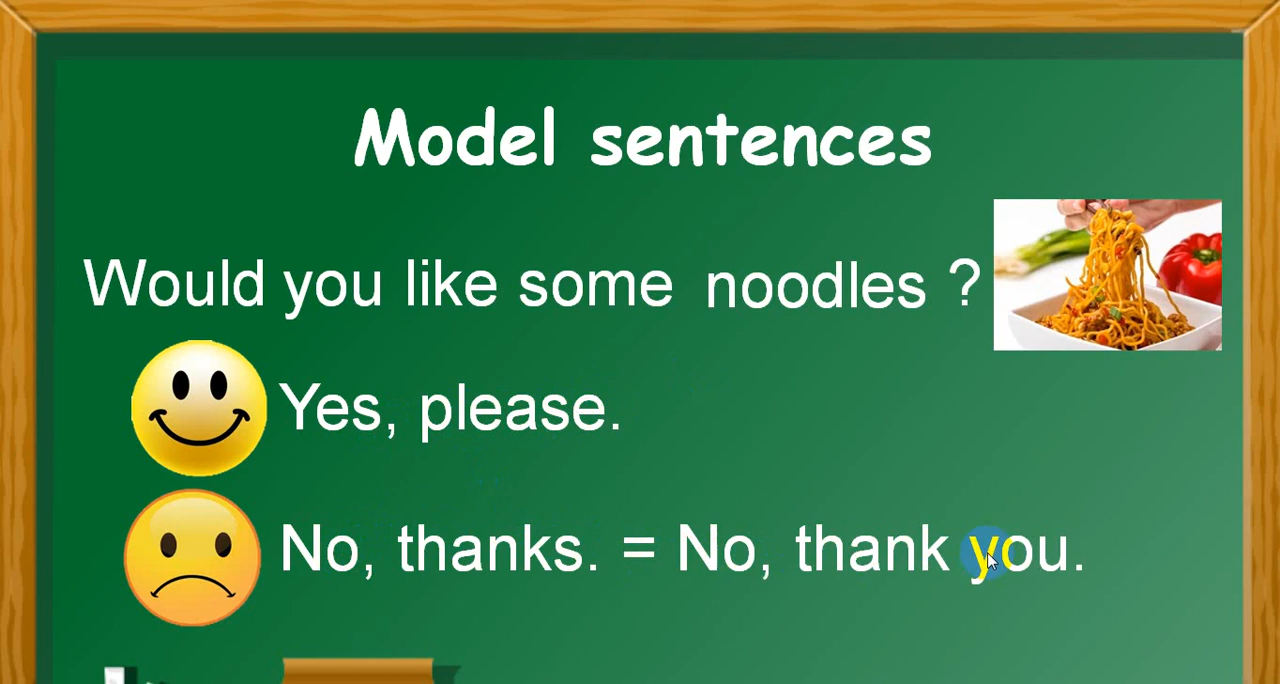 Model sentences
Would you like some noodles ?
Yes, please.
No, thanks. = No, thank you.